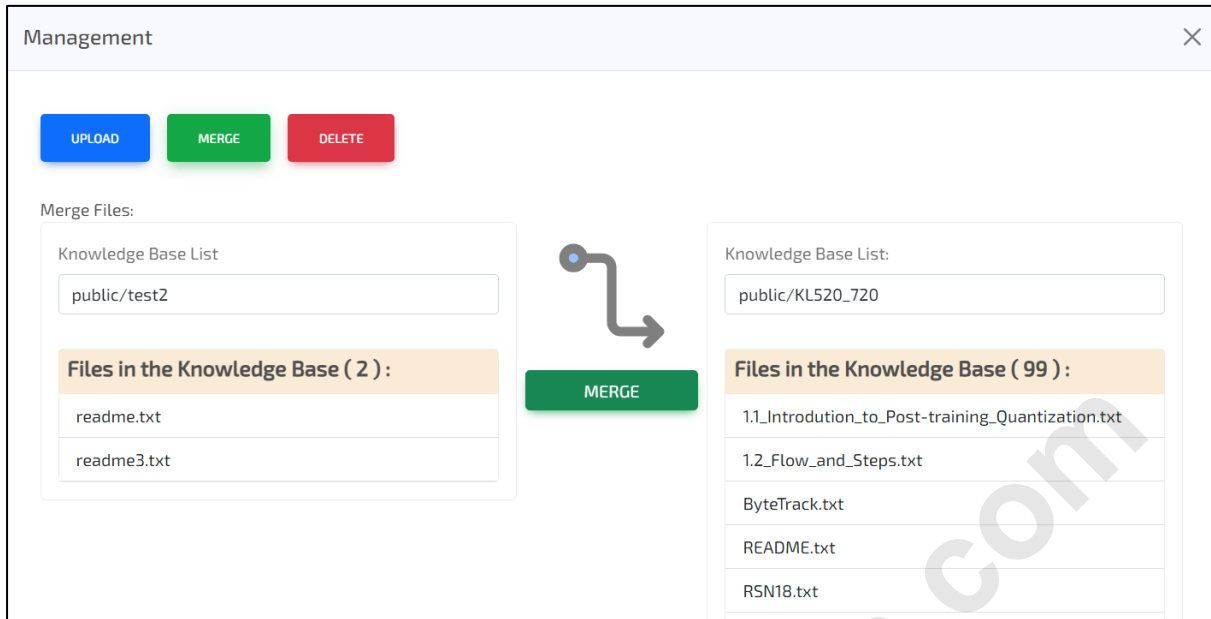 Management
UPLOAD
MERGE
DELETE
Merge Files:
Knowledge Base List
public/test2
Files in the Knowledge Base ( 2 ) :
readme.txt
readme3.txt
MERGE
Knowledge Base List:
public/KL520_720
Files in the Knowledge Base ( 99 ) :
1.1_Introdution_to_Post-training_Quantization.txt
1.2_Flow_and_Steps.txt
ByteTrack.txt
README.txt
RSN18.txt
com